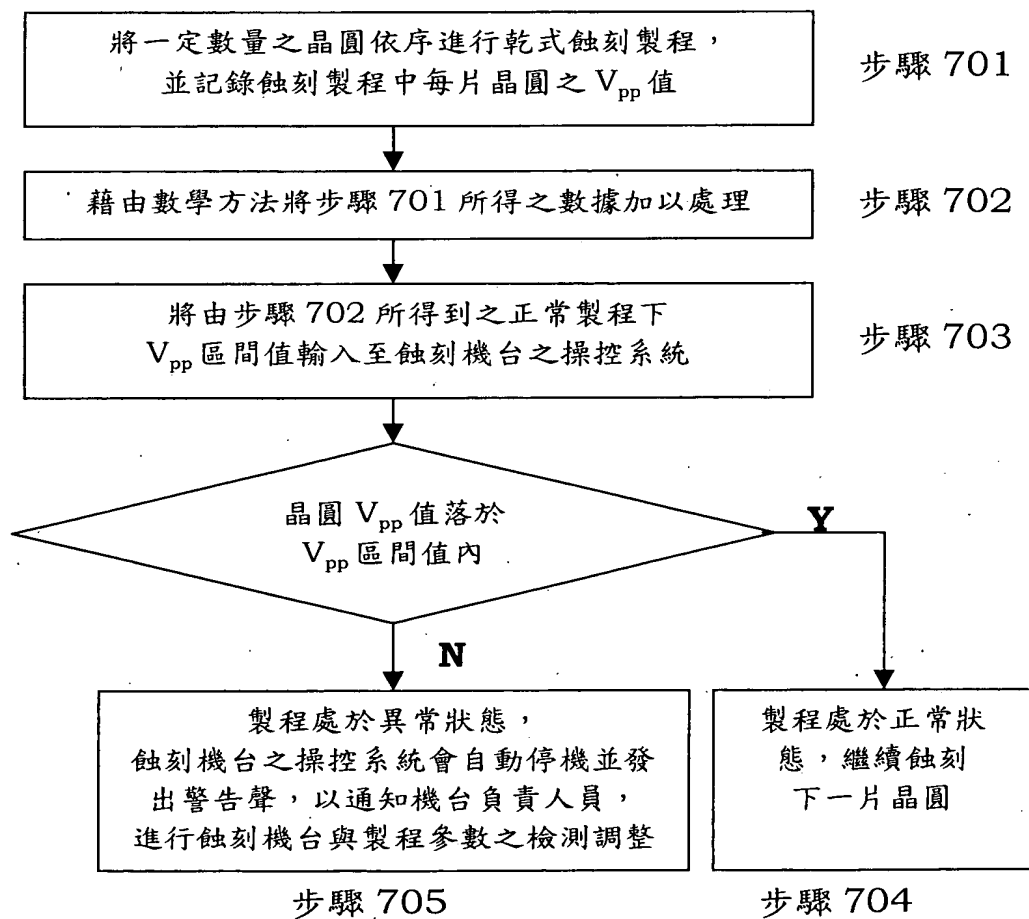 將一定數量之晶圓依序進行乾式蝕刻製程，
並記錄蝕刻製程中每片晶圓之 Vpp 值
步驟 701
藉由數學方法將步驟 701 所得之數據加以處理
步驟 702
將由步驟 702 所得到之正常製程下
Vpp 區間值輸入至蝕刻機台之操控系統
步驟 703
晶圓 Vpp 值落於
Vpp 區間值內
Y
N
製程處於異常狀態，
蝕刻機台之操控系統會自動停機並發
出警告聲，以通知機台負責人員，
進行蝕刻機台與製程參數之檢測調整
步驟 705
製程處於正常狀
態，繼續蝕刻
下一片晶圓
步驟 704